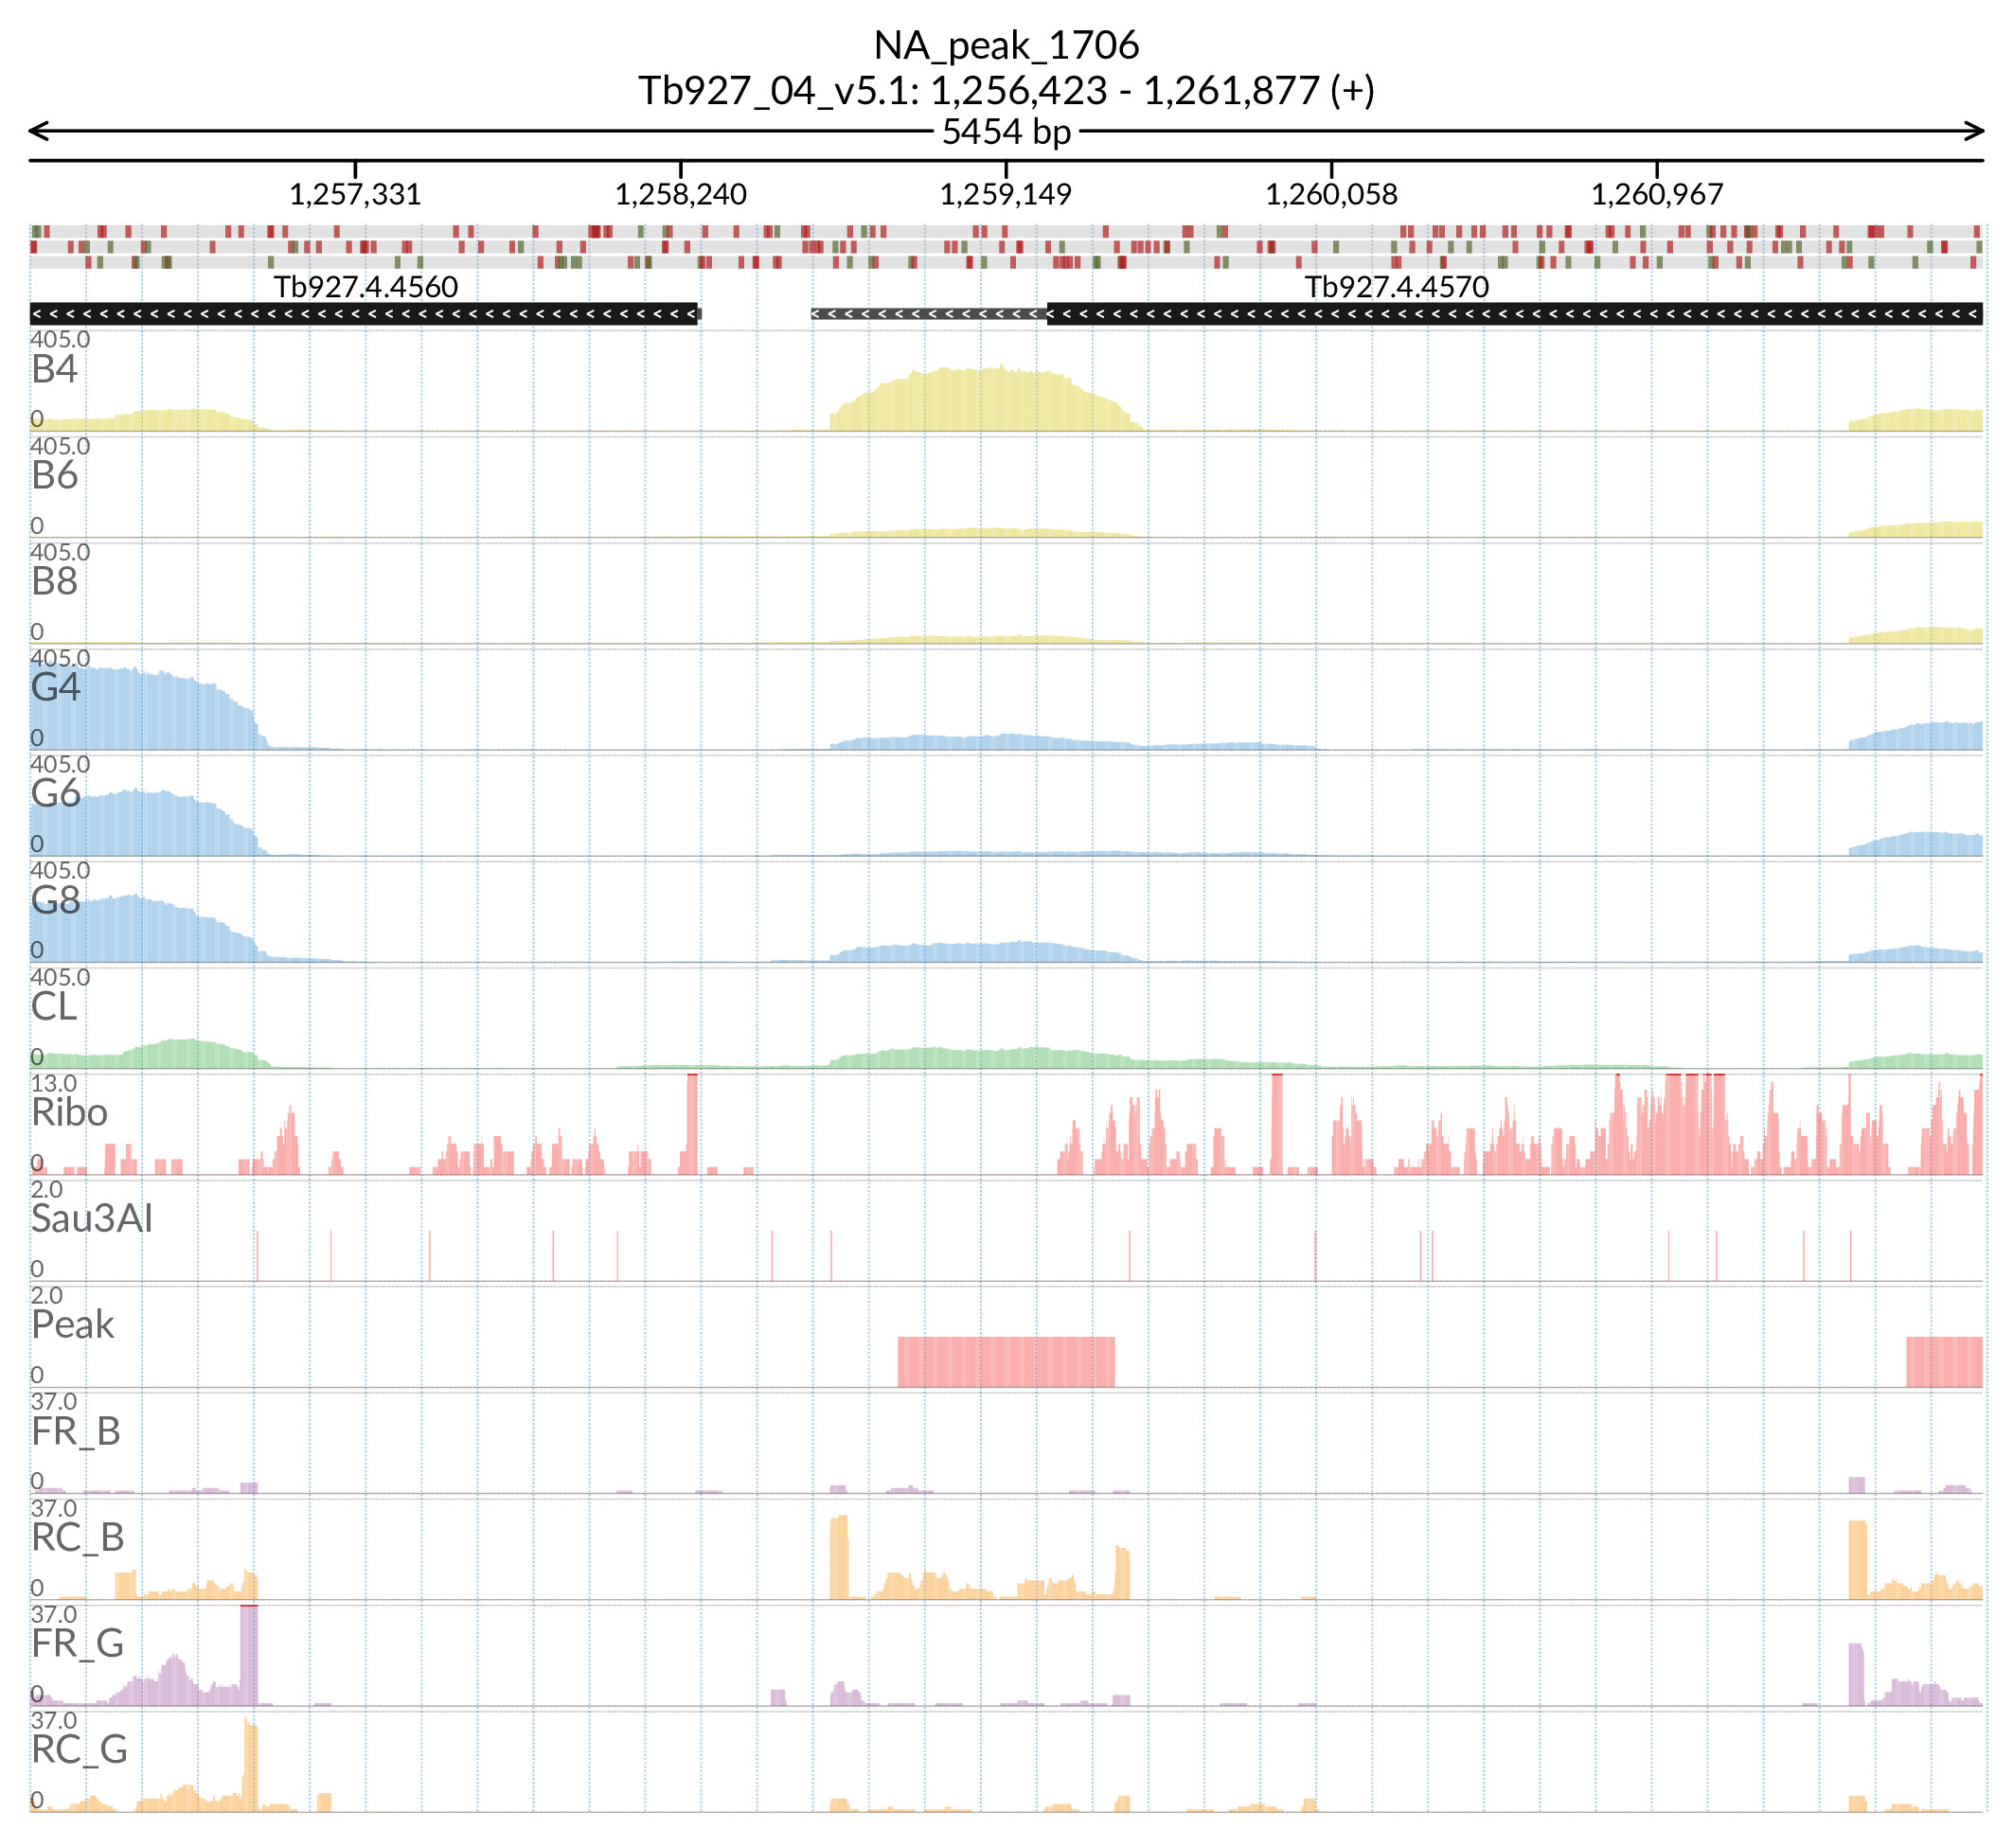 NA_peak_1706
Tb927_04_v5.1: 1,256,423 - 1,261,877 (+)
5454 bp
1,257,331 1,258,240 1,259,149 1,260,058 1,260,967
Tb927.4.4560 Tb927.4.4570
405.0
B4
0
405.0
B6
0
405.0
B8
0
405.0
G4
0
405.0
G6
0
405.0
G8
0
405.0
CL
0
13.0
Ribo
0
2.0
Sau3AI
0
2.0
Peak
0
37.0
FR_B
0
37.0
RC_B
0
37.0
FR_G
0
37.0
RC_G
0